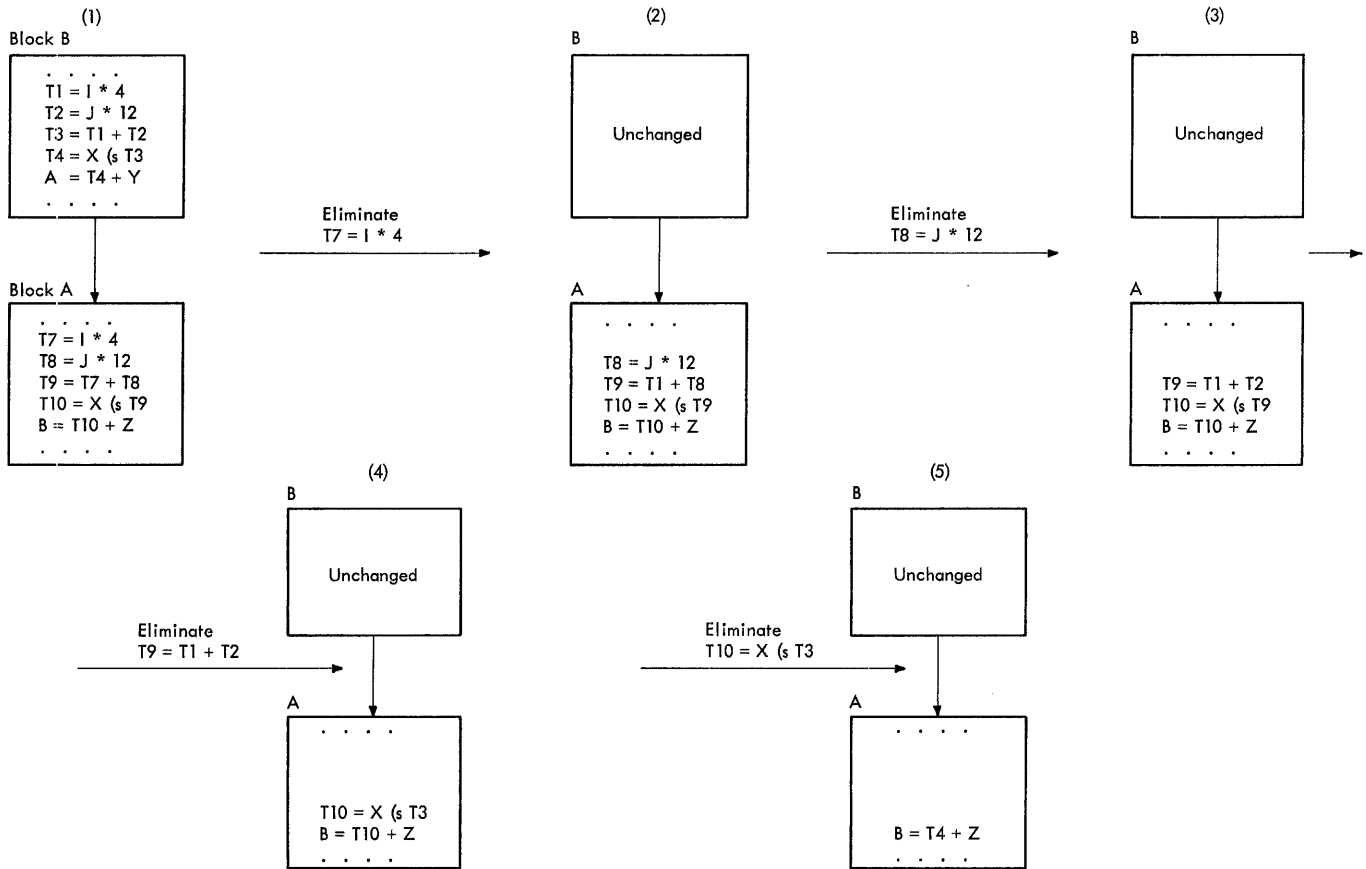 (1)
Block B
. . . .
T1 = I * 4
T2 = J * 12
T3 = T1 + T2
T4 = X (s T3
A = T4 + Y
. . . .
Eliminate
T7 = I * 4
Block A
. . . .
T7 = I * 4
T8 = J * 12
T9 = T7 + T8
T10 = X (s T9
B = T10 + Z
. . . .
(2)
B
Unchanged
Eliminate
T8 = J * 12
A
. . . .
T8 = J * 12
T9 = T1 + T8
T10 = X (s T9
B = T10 + Z
. . . .
(3)
B
Unchanged
A
. . . .
T9 = T1 + T2
T10 = X (s T9
B = T10 + Z
. . . .
Eliminate
T9 = T1 + T2
(4)
B
Unchanged
A
. . . .
T10 = X (s T3
B = T10 + Z
. . . .
Eliminate
T10 = X (s T3
(5)
B
Unchanged
A
. . . .
B = T4 + Z
. . . .